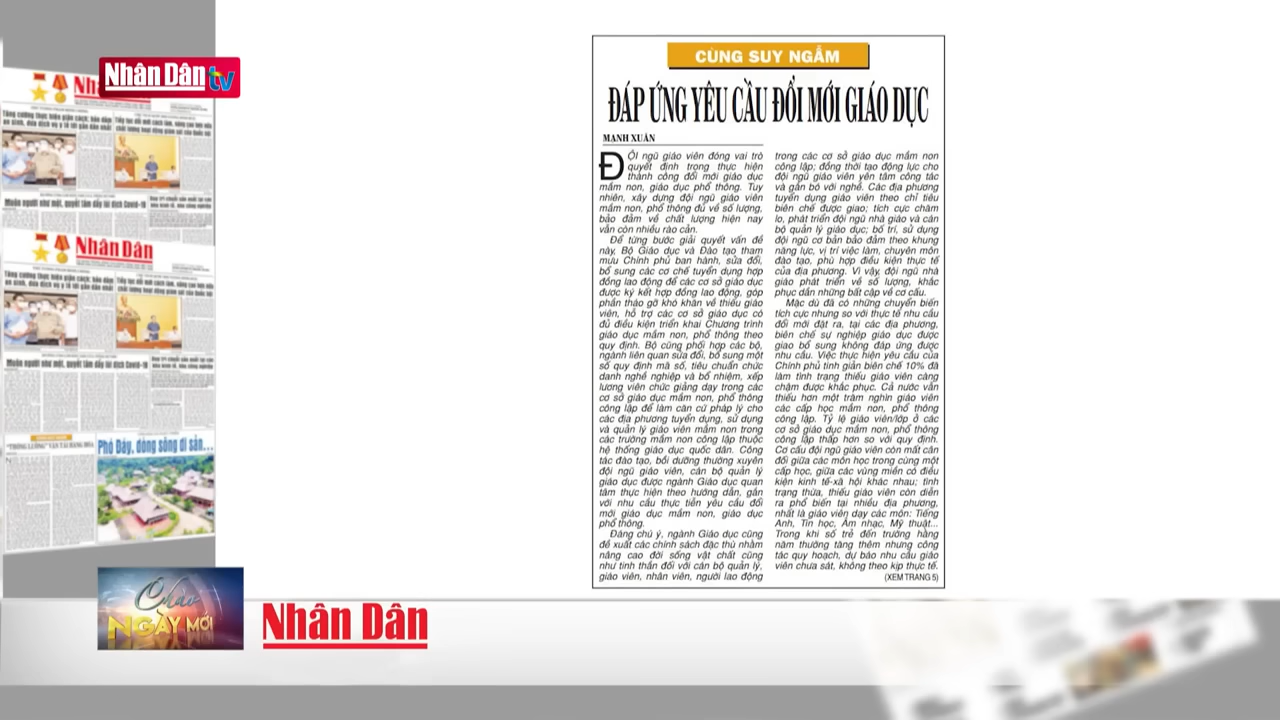 Nhân Dân tv
Nhân Dân
Phó Đáy, dòng sông di sản...
CÙNG SUY NGẪM
ĐÁP ỨNG YÊU CẦU ĐỔI MỚI GIÁO DỤC
MẠNH XUÂN
ĐỘI ngũ giáo viên đóng vai trò
quyết định trong thực hiện
thành công đổi mới giáo dục
mầm non, giáo dục phổ thông. Tuy
nhiên, xây dựng đội ngũ giáo viên
mầm non, phổ thông đủ về số lượng,
bảo đảm về chất lượng hiện nay
vẫn còn nhiều rào cản.
Để từng bước giải quyết vấn đề
này, Bộ Giáo dục và Đào tạo tham
mưu Chính phủ ban hành, sửa đổi,
bổ sung các cơ chế tuyển dụng hợp
đồng lao động để các cơ sở giáo dục
được ký kết hợp đồng lao động, góp
phần tháo gỡ khó khăn về thiếu giáo
viên, hỗ trợ các cơ sở giáo dục có
đủ điều kiện triển khai Chương trình
giáo dục mầm non, phổ thông theo
quy định. Bộ cũng phối hợp các bộ,
ngành liên quan sửa đổi, bổ sung một
số quy định mã số, tiêu chuẩn chức
danh nghề nghiệp và bổ nhiệm, xếp
lương viên chức giảng dạy trong các
cơ sở giáo dục mầm non, phổ thông
công lập để làm căn cứ pháp lý cho
các địa phương tuyển dụng, sử dụng
và quản lý giáo viên mầm non trong
các trường mầm non công lập thuộc
hệ thống giáo dục quốc dân. Công
tác đào tạo, bồi dưỡng thường xuyên
đội ngũ giáo viên, cán bộ quản lý
giáo dục được ngành Giáo dục quan
tâm thực hiện theo hướng dẫn, gắn
với nhu cầu thực tiễn yêu cầu đổi
mới giáo dục mầm non, giáo dục
phổ thông.
Đáng chú ý, ngành Giáo dục cũng
đề xuất các chính sách đặc thù nhằm
nâng cao đời sống vật chất cũng
như tinh thần đối với cán bộ quản lý,
giáo viên, nhân viên, người lao động
trong các cơ sở giáo dục mầm non
công lập; đồng thời tạo động lực cho
đội ngũ giáo viên yên tâm công tác
và gắn bó với nghề. Các địa phương
tuyển dụng giáo viên theo chỉ tiêu
biên chế được giao; tích cực chăm
lo, phát triển đội ngũ nhà giáo và cán
bộ quản lý giáo dục; bố trí, sử dụng
đội ngũ cơ bản bảo đảm theo khung
năng lực, vị trí việc làm, chuyên môn
đào tạo, phù hợp điều kiện thực tế
của địa phương. Vì vậy, đội ngũ nhà
giáo phát triển về số lượng, khắc
phục dần những bất cập về cơ cấu.
Mặc dù đã có những chuyển biến
tích cực nhưng so với thực tế nhu cầu
đổi mới đặt ra, tại các địa phương,
biên chế sự nghiệp giáo dục được
giao bổ sung không đáp ứng được
nhu cầu. Việc thực hiện yêu cầu của
Chính phủ tinh giản biên chế 10% đã
làm tình trạng thiếu giáo viên càng
chậm được khắc phục. Cả nước vẫn
thiếu hơn một trăm nghìn giáo viên
các cấp học mầm non, phổ thông
công lập. Tỷ lệ giáo viên/lớp ở các
cơ sở giáo dục mầm non, phổ thông
công lập thấp hơn so với quy định.
Cơ cấu đội ngũ giáo viên còn mất cân
đối giữa các môn học trong cùng một
cấp học, giữa các vùng miền có điều
kiện kinh tế-xã hội khác nhau; tình
trạng thừa, thiếu giáo viên còn diễn
ra phổ biến tại nhiều địa phương,
nhất là giáo viên dạy các môn: Tiếng
Anh, Tin học, Âm nhạc, Mỹ thuật...
Trong khi số trẻ đến trường hằng
năm thường tăng thêm nhưng công
tác quy hoạch, dự báo nhu cầu giáo
viên chưa sát, không theo kịp thực tế.
(XEM TRANG 5)
Chào
NGÀY MỚI
Nhân Dân